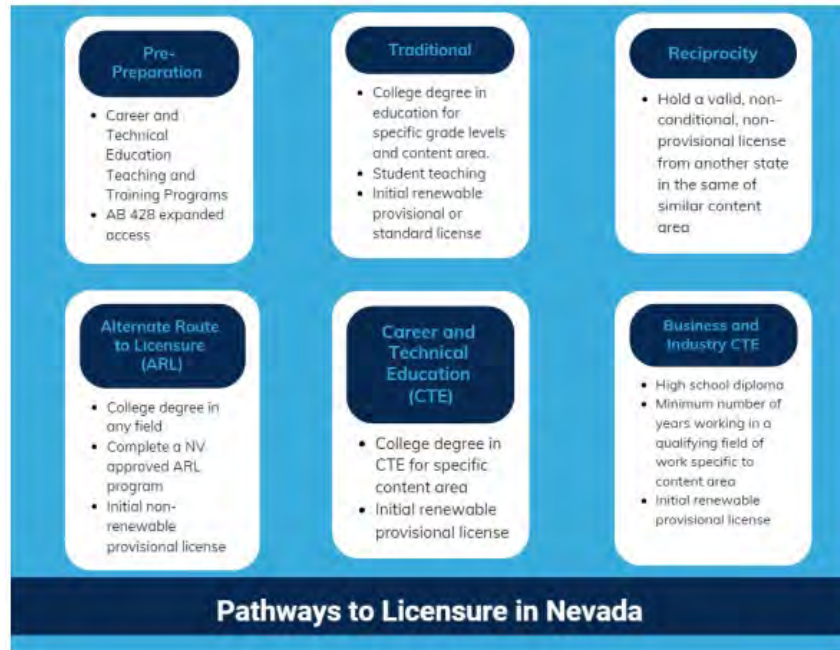 Pre-
Preparation
• Career and
Technical
Education
Teaching and
Training Programs
• AB 428 expanded
access
Traditional
• College degree in
education for
specific grade levels
and content area.
• Student teaching
• Initial renewable
provisional or
standard license
Reciprocity
• Hold a valid, non-
conditional, non-
provisional license
from another state
in the same of
similar content
area
Alternate Route
to Licensure
(ARL)
• College degree in
any field
• Complete a NV
approved ARL
program
• Initial non-
renewable
provisional license
Career and
Technical
Education
(CTE)
• College degree in
CTE for specific
content area
• Initial renewable
provisional license
Business and
Industry CTE
• High school diploma
• Minimum number of
years working in a
qualifying field of
work specific to
content area
• Initial renewable
provisional license
Pathways to Licensure in Nevada